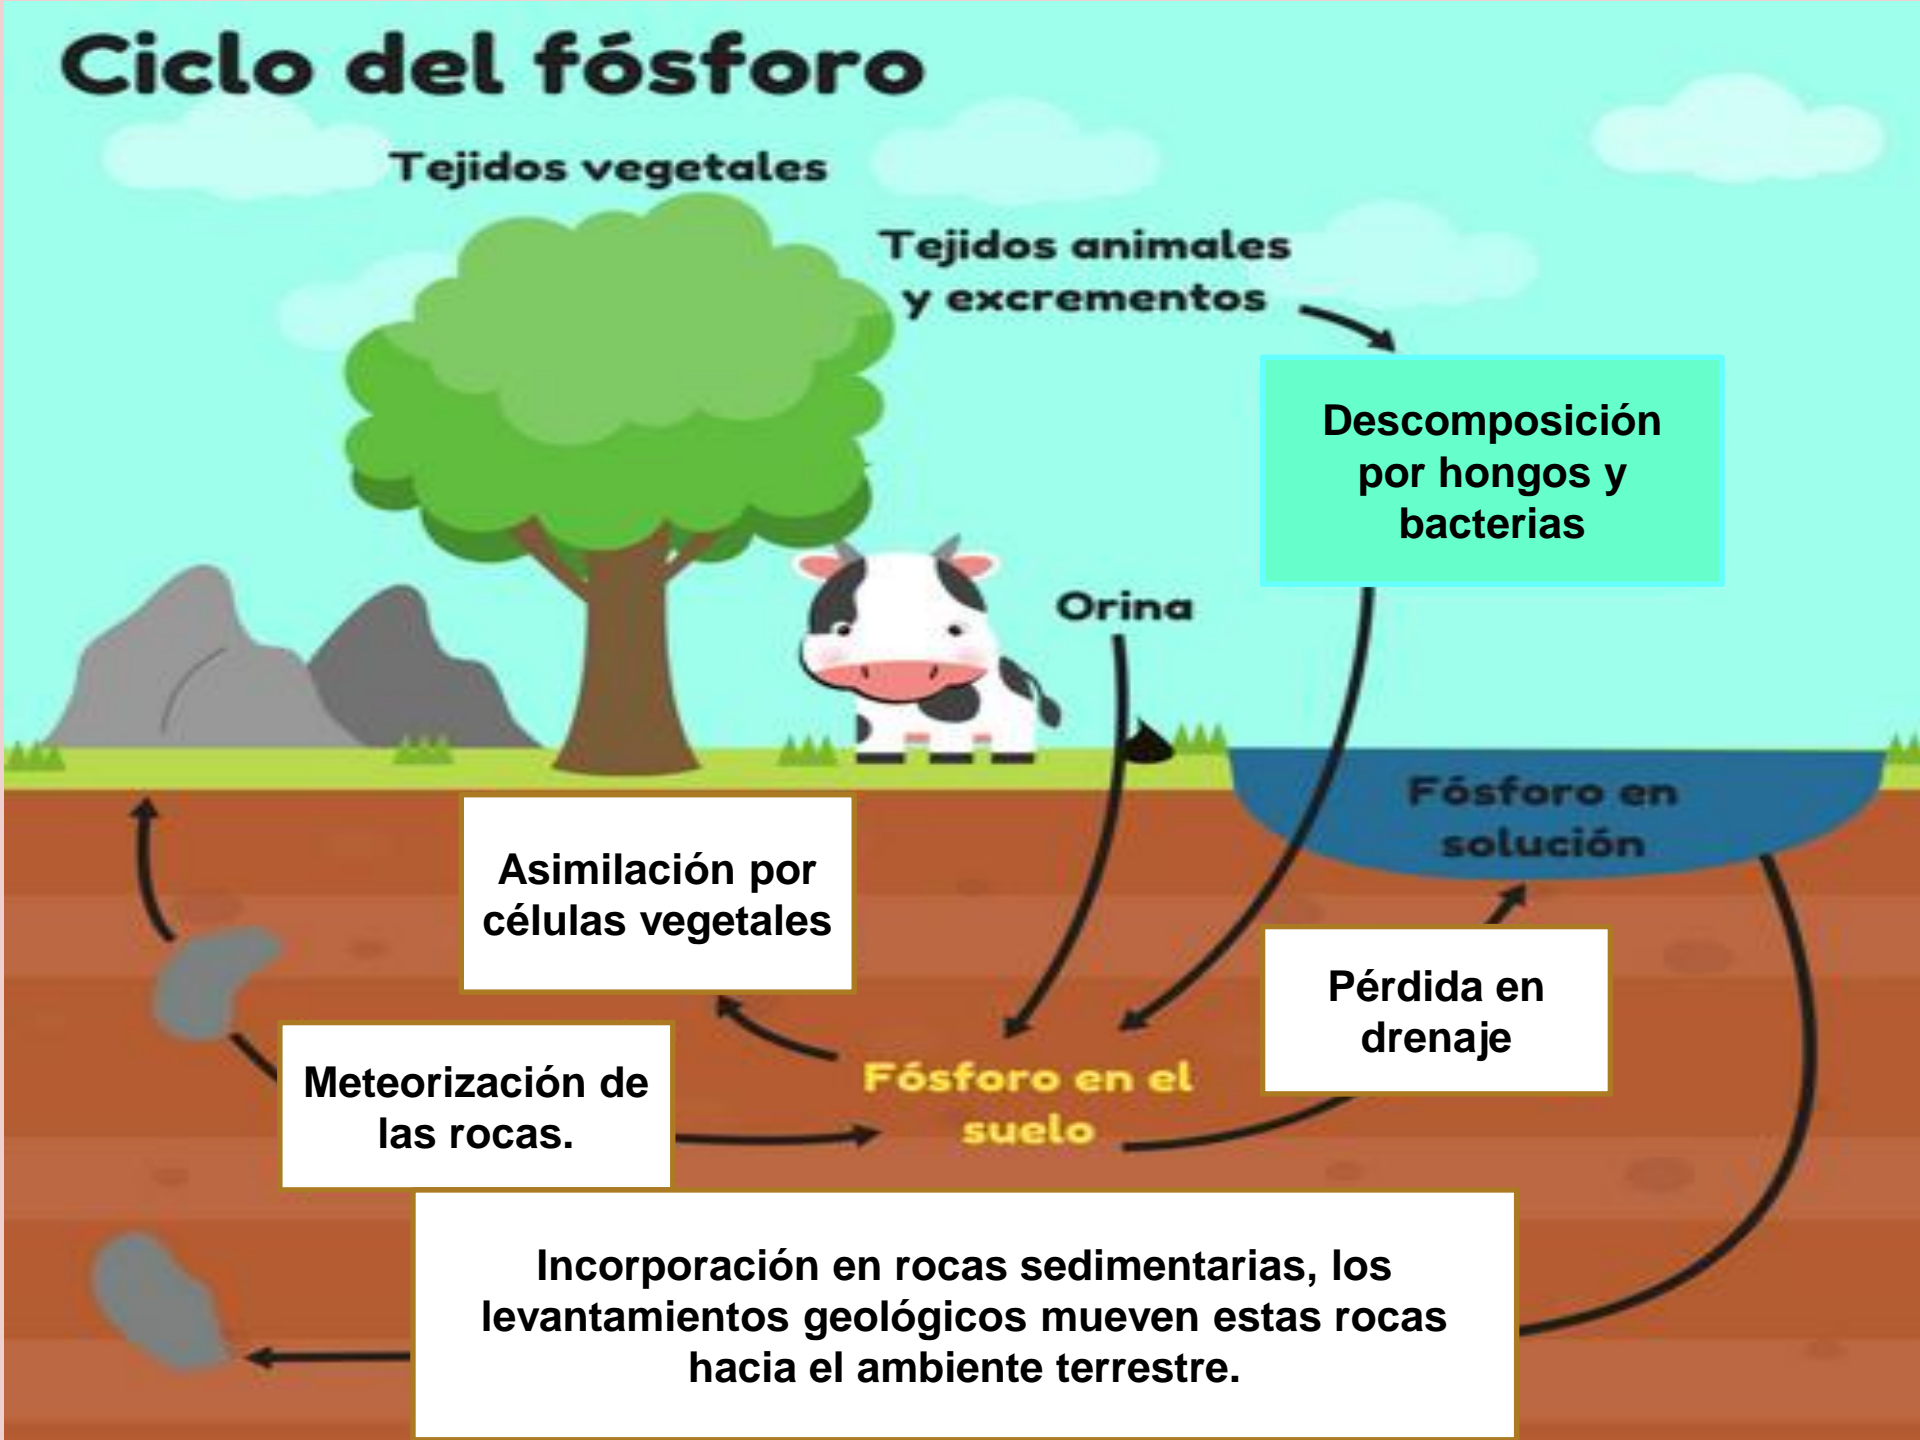 Ciclo del fósforo
Tejidos vegetales
Tejidos animales
y excrementos
Descomposición
por hongos y
bacterias
Orina
Fósforo en
solución
Asimilación por
células vegetales
Pérdida en
drenaje
Fósforo en el
suelo
Meteorización de
las rocas.
Incorporación en rocas sedimentarias, los
levantamientos geológicos mueven estas rocas
hacia el ambiente terrestre.